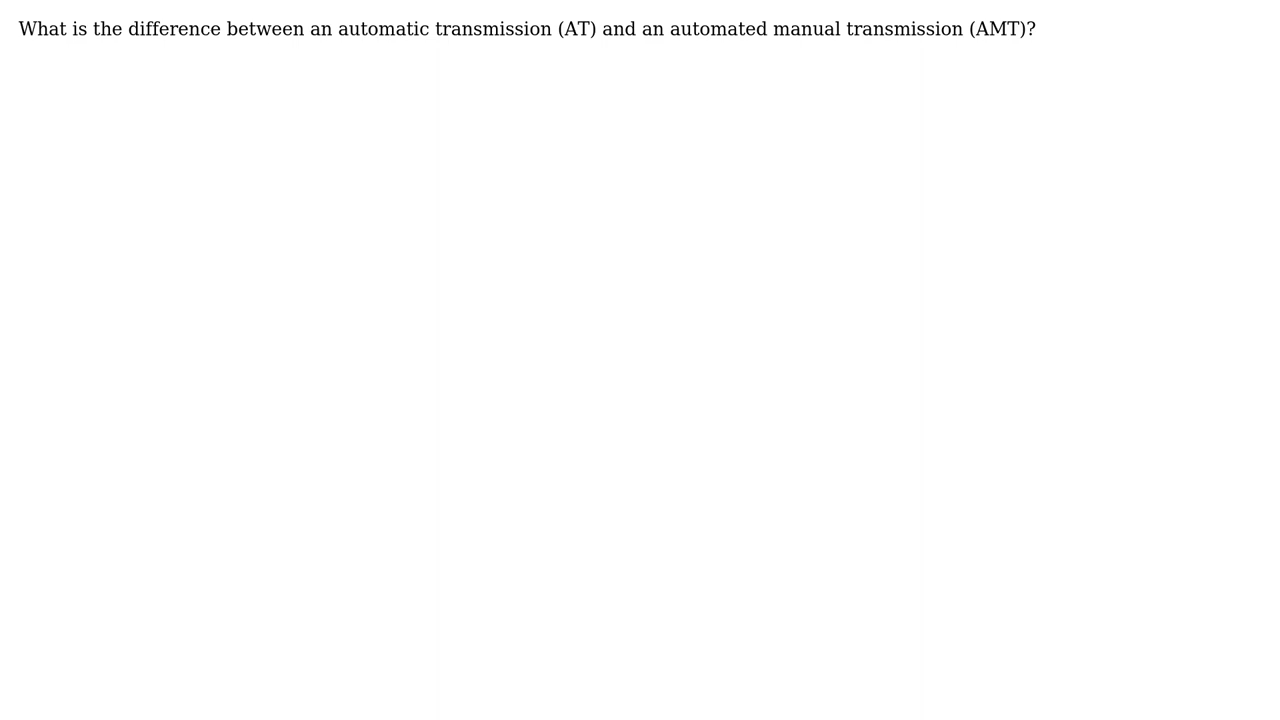 What is the difference between an automatic transmission (AT) and an automated manual transmission (AMT)?